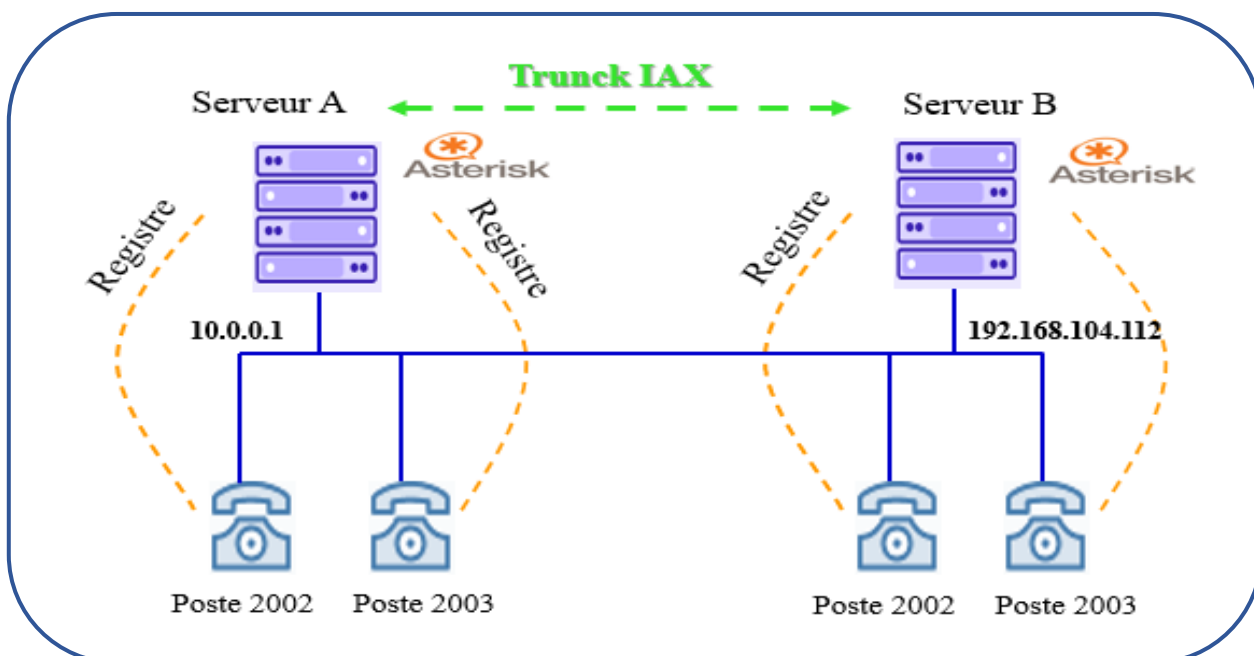 Trunck IAX
Serveur A
Serveur B
Asterisk
Asterisk
Registre
Registre
Registre
10.0.0.1
192.168.104.112
Poste 2002
Poste 2003
Poste 2002
Poste 2003